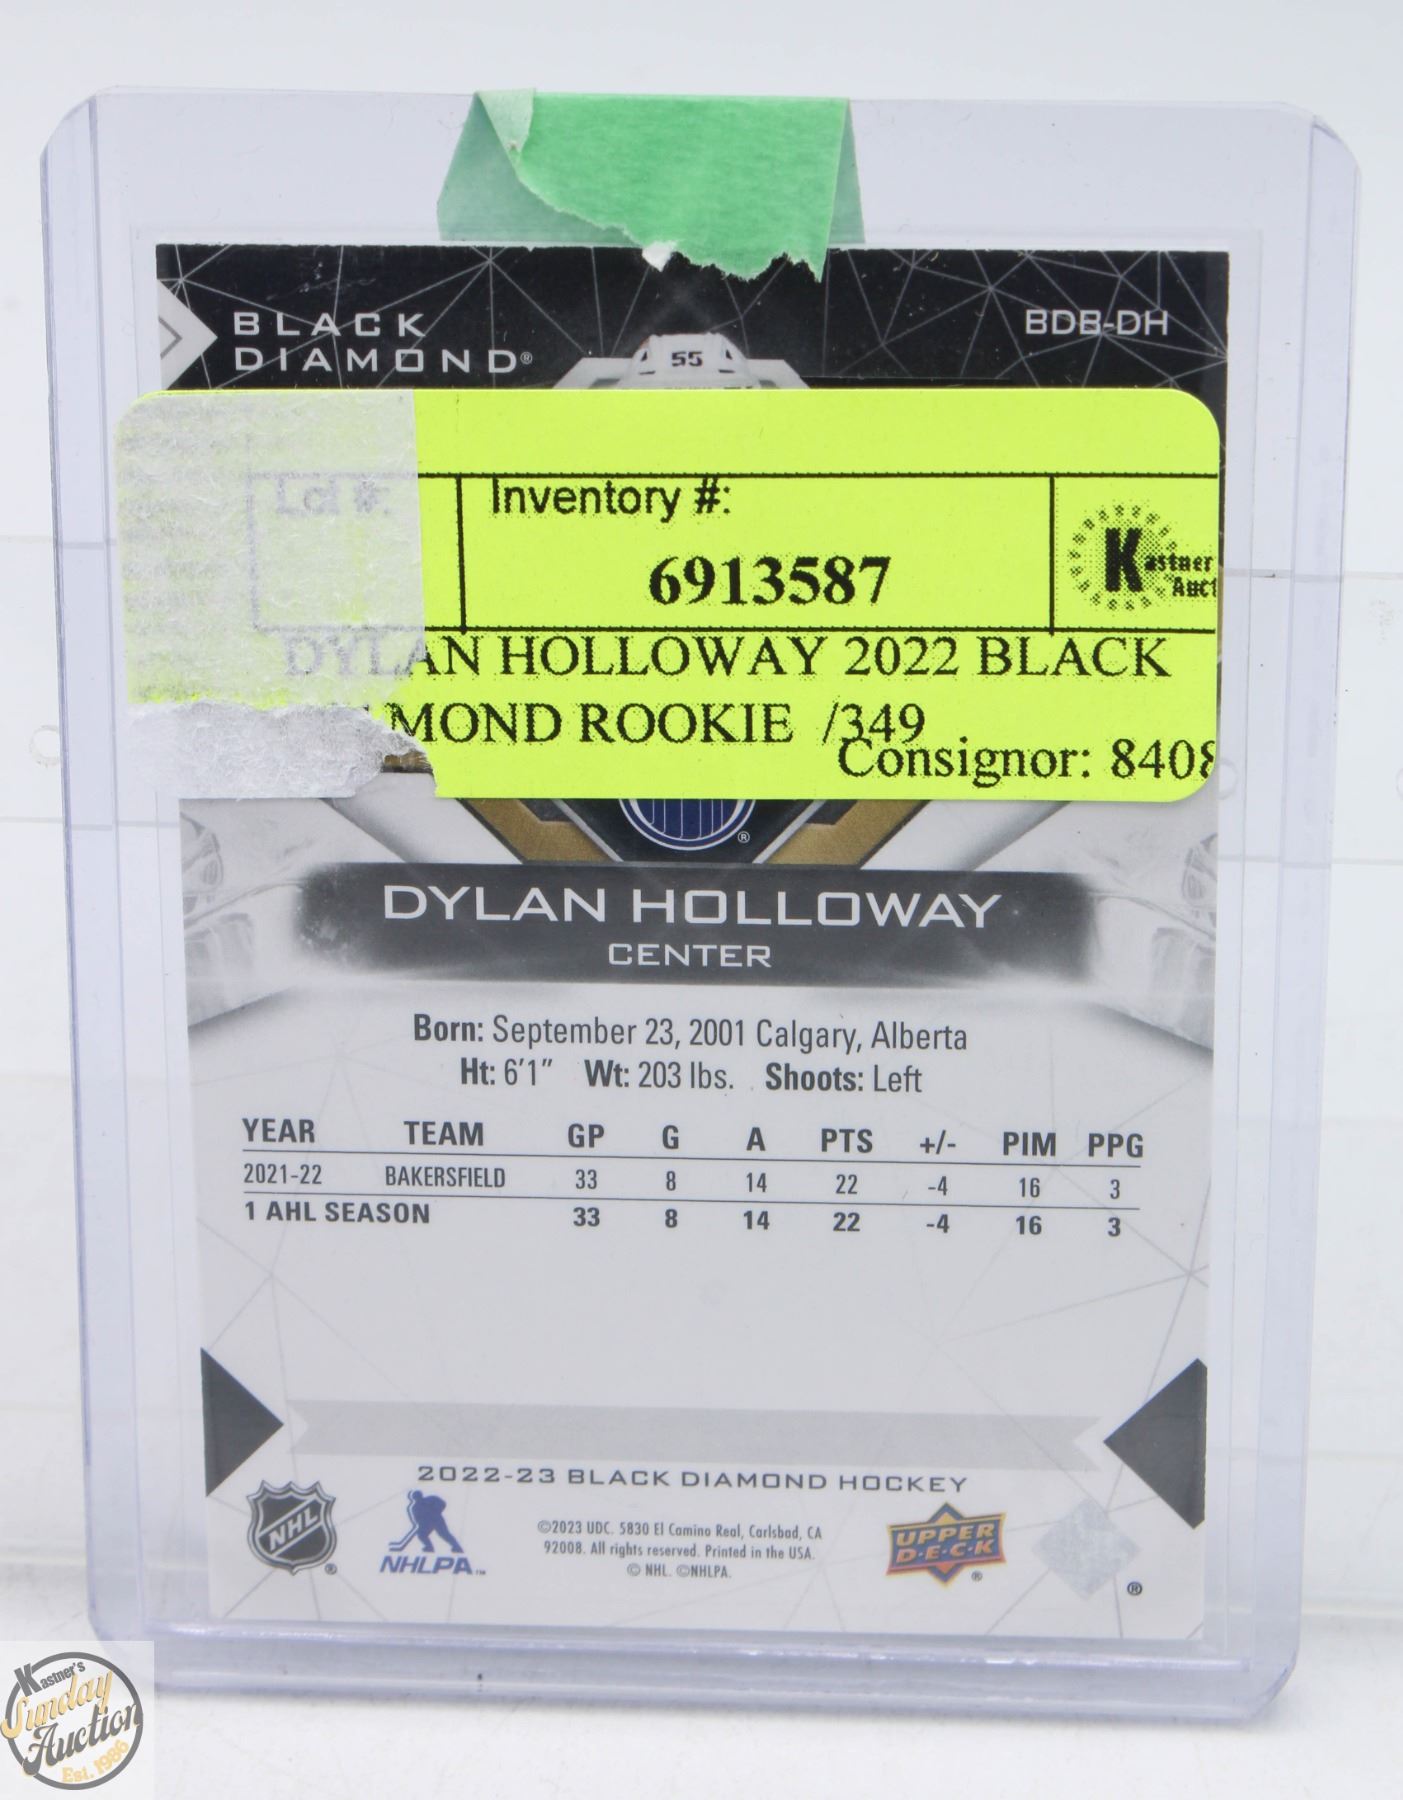 BLACK
DIAMOND®
BDB-DH
55
Lot #:
Inventory #:
6913587
Kastner
Auct
DYLAN HOLLOWAY 2022 BLACK
MOND ROOKIE /349
Consignor: 8408
®
DYLAN HOLLOWAY
CENTER
Born: September 23, 2001 Calgary, Alberta
Ht: 6'1" Wt: 203 lbs. Shoots: Left
YEAR TEAM GP G A PTS +/- PIM PPG
2021-22 BAKERSFIELD 33 8 14 22 -4 16 3
1 AHL SEASON 33 8 14 22 -4 16 3
2022-23 BLACK DIAMOND HOCKEY
NHL ®
NHLPA™
©2023 UDC. 5830 El Camino Real, Carlsbad, CA
92008. All rights reserved. Printed in the USA.
© NHL. ©NHLPA.
UPPER
D·E·C·K ®
®
Kastner's
Sunday
Auction
Est. 1986